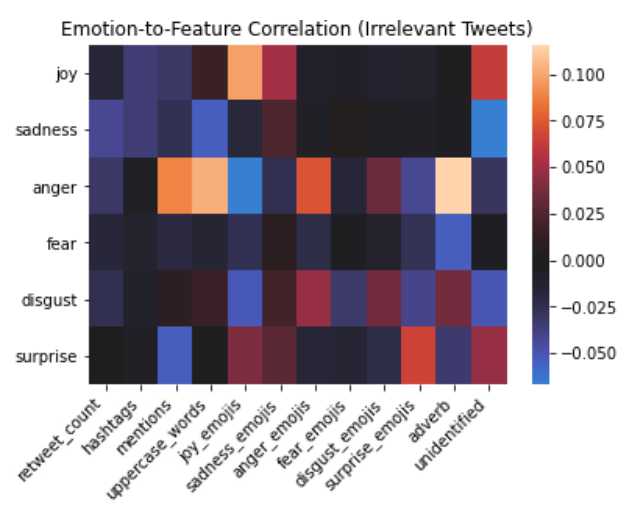 Emotion-to-Feature Correlation (Irrelevant Tweets)
joy
sadness
anger
fear
disgust
surprise
0.100
0.075
0.050
0.025
0.000
−0.025
−0.050
retweet_count
hashtags
mentions
uppercase_words
joy_emojis
sadness_emojis
anger_emojis
fear_emojis
disgust_emojis
surprise_emojis
adverb
unidentified